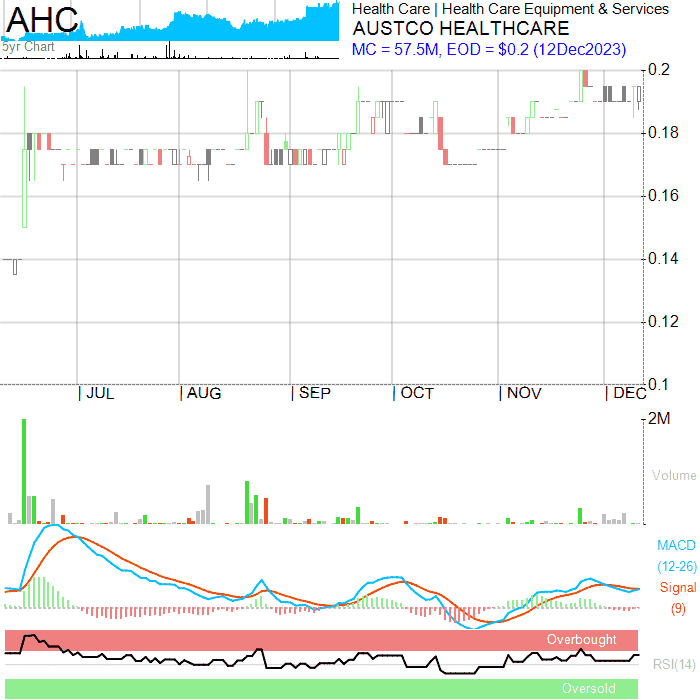 AHC
5yr Chart
Health Care | Health Care Equipment & Services
AUSTCO HEALTHCARE
MC = 57.5M, EOD = $0.2 (12Dec2023)
0.2
0.18
0.16
0.14
0.12
0.1
JUL
AUG
SEP
OCT
NOV
DEC
2M
Volume
MACD
(12-26)
Signal
(9)
Overbought
RSI(14)
Oversold